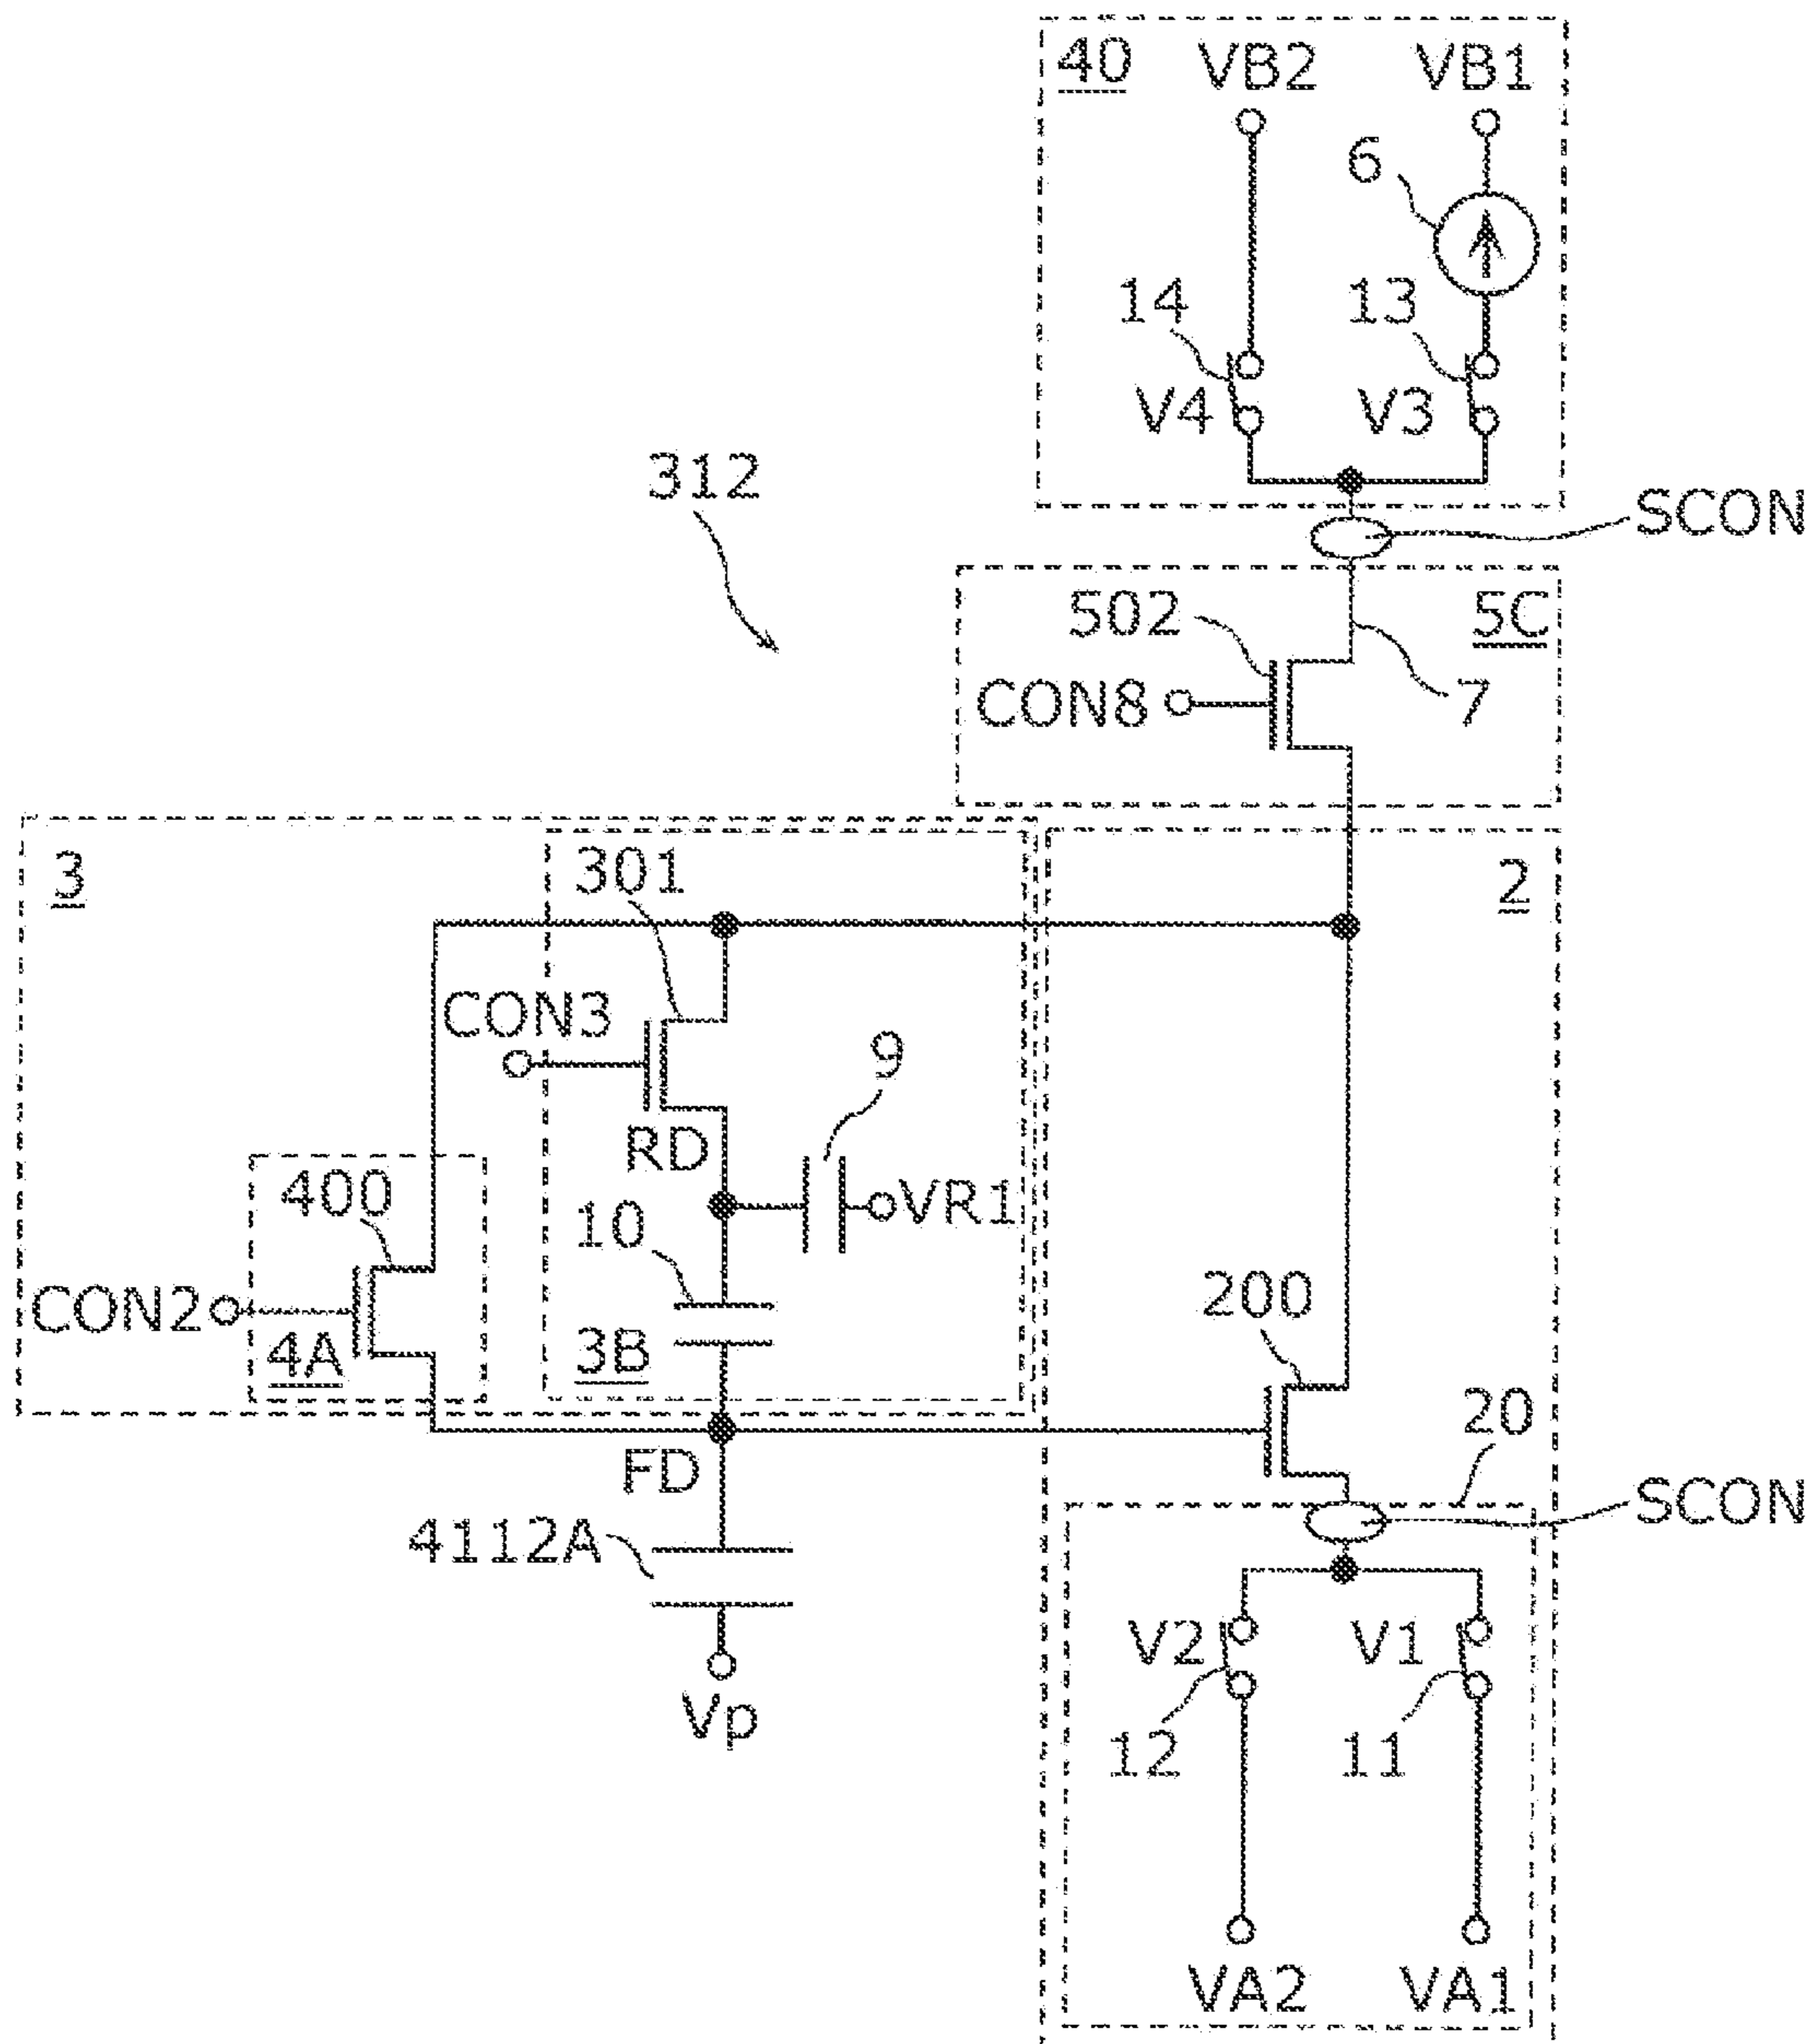 40 VB2 VB1
6
14 13
V4 V3
312
SCON
502 5C
CON8 7
3 301 2
CON3 9
RD
400 10 VR1
CON2 4A 3B 200
20
FD
SCON
4112A
V2 V1
Vp 12 11
VA2 VA1